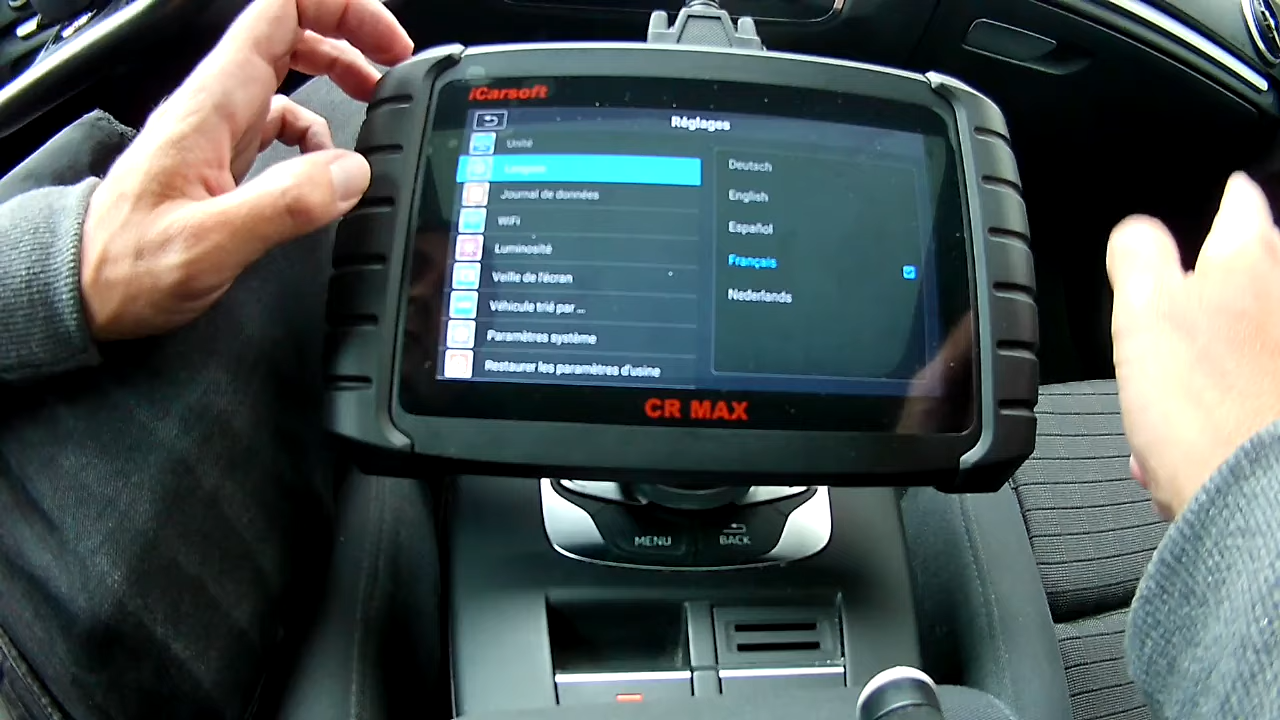 iCarsoft
Réglages
Unité
Langues
Journal de données
WiFi
Luminosité
Veille de l'écran
Véhicule trié par ...
Paramètres système
Restaurer les paramètres d'usine
Deutsch
English
Español
Français
Nederlands
CR MAX
MENU
BACK